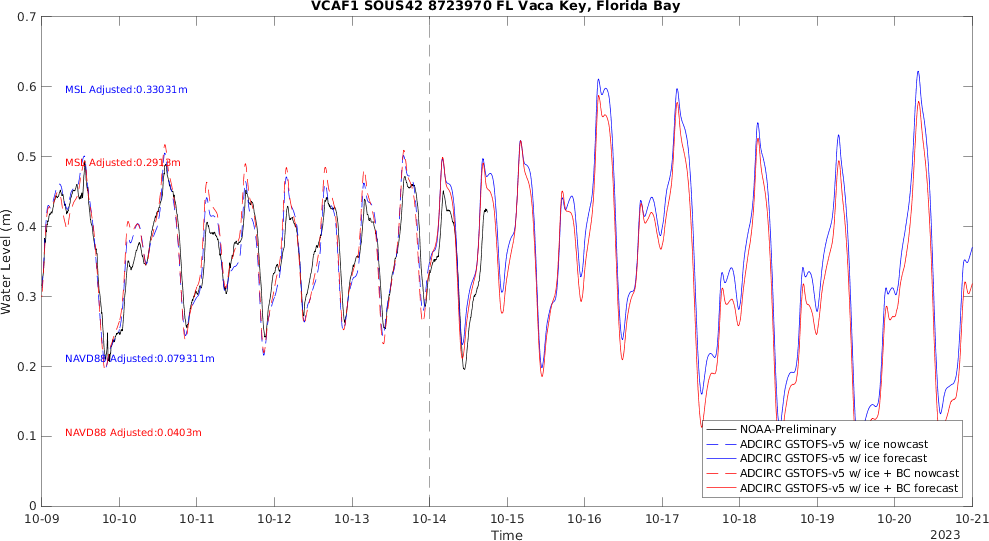 VCAF1 SOUS42 8723970 FL Vaca Key, Florida Bay
0.7
0.6
0.5
0.4
0.3
0.2
0.1
0
Water Level (m)
MSL Adjusted:0.33031m
MSL Adjusted:0.2913m
NAVD88 Adjusted:0.079311m
NAVD88 Adjusted:0.0403m
NOAA-Preliminary
ADCIRC GSTOFS-v5 w/ ice nowcast
ADCIRC GSTOFS-v5 w/ ice forecast
ADCIRC GSTOFS-v5 w/ ice + BC nowcast
ADCIRC GSTOFS-v5 w/ ice + BC forecast
10-09 10-10 10-11 10-12 10-13 10-14 10-15 10-16 10-17 10-18 10-19 10-20 10-21
Time
2023